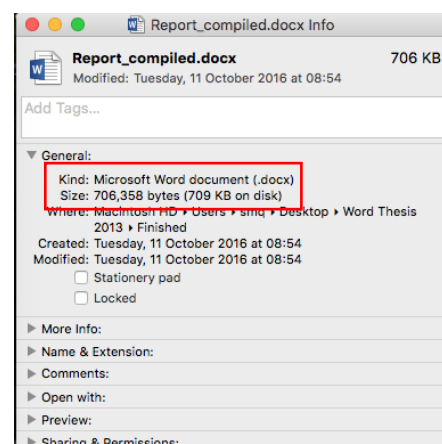 Report_compiled.docx Info
Report_compiled.docx 706 KB
Modified: Tuesday, 11 October 2016 at 08:54
Add Tags...
General:
Kind: Microsoft Word document (.docx)
Size: 706,358 bytes (709 KB on disk)
Where: Macintosh HD ▸ Users ▸ smq ▸ Desktop ▸ Word Thesis
2013 ▸ Finished
Created: Tuesday, 11 October 2016 at 08:54
Modified: Tuesday, 11 October 2016 at 08:54
Stationery pad
Locked
More Info:
Name & Extension:
Comments:
Open with:
Preview:
Sharing & Permissions: